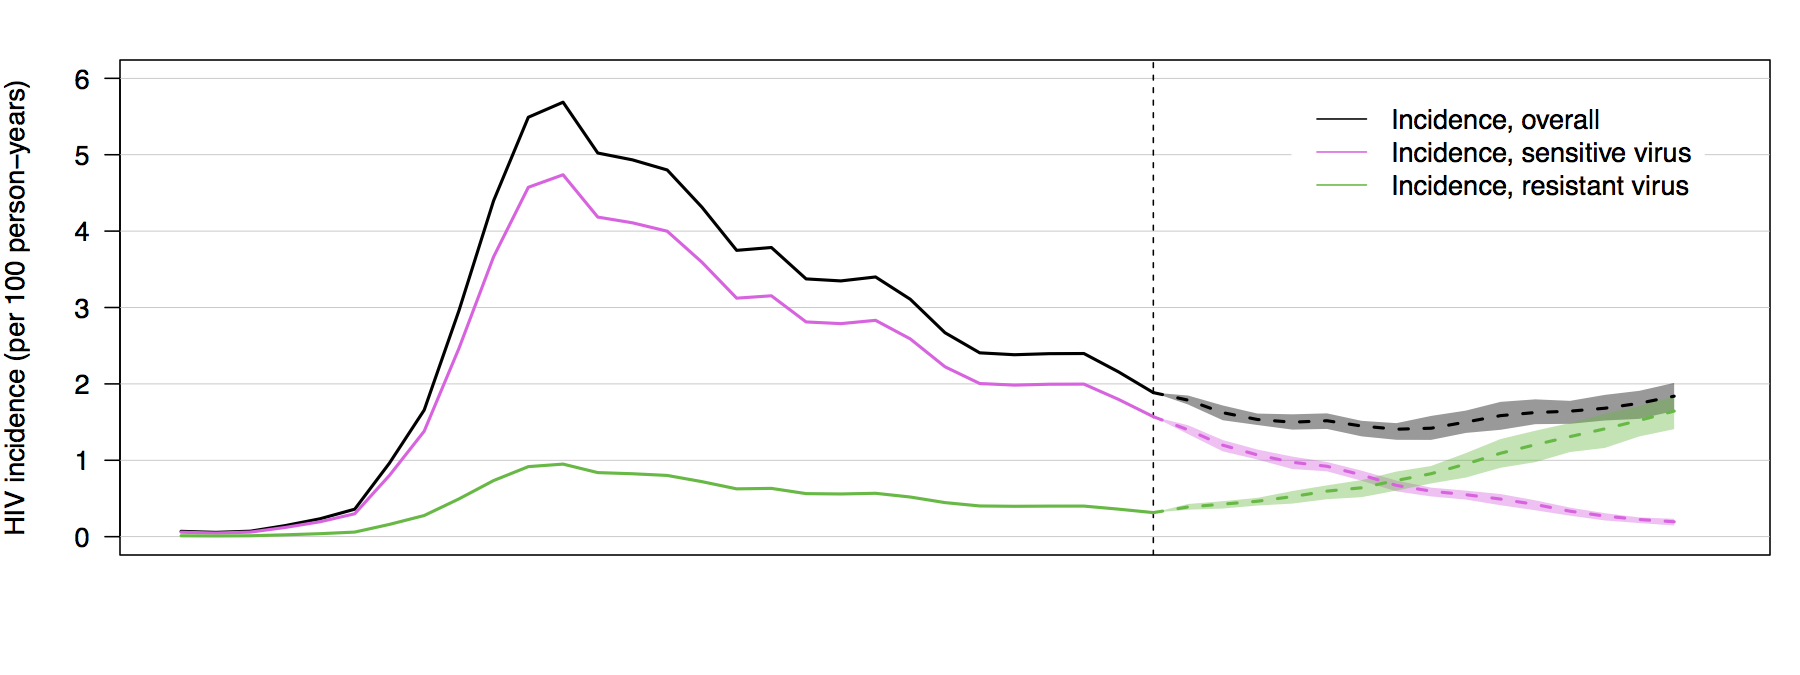 HIV incidence (per 100 person−years)
6
5
4
3
2
1
0
Incidence, overall
Incidence, sensitive virus
Incidence, resistant virus